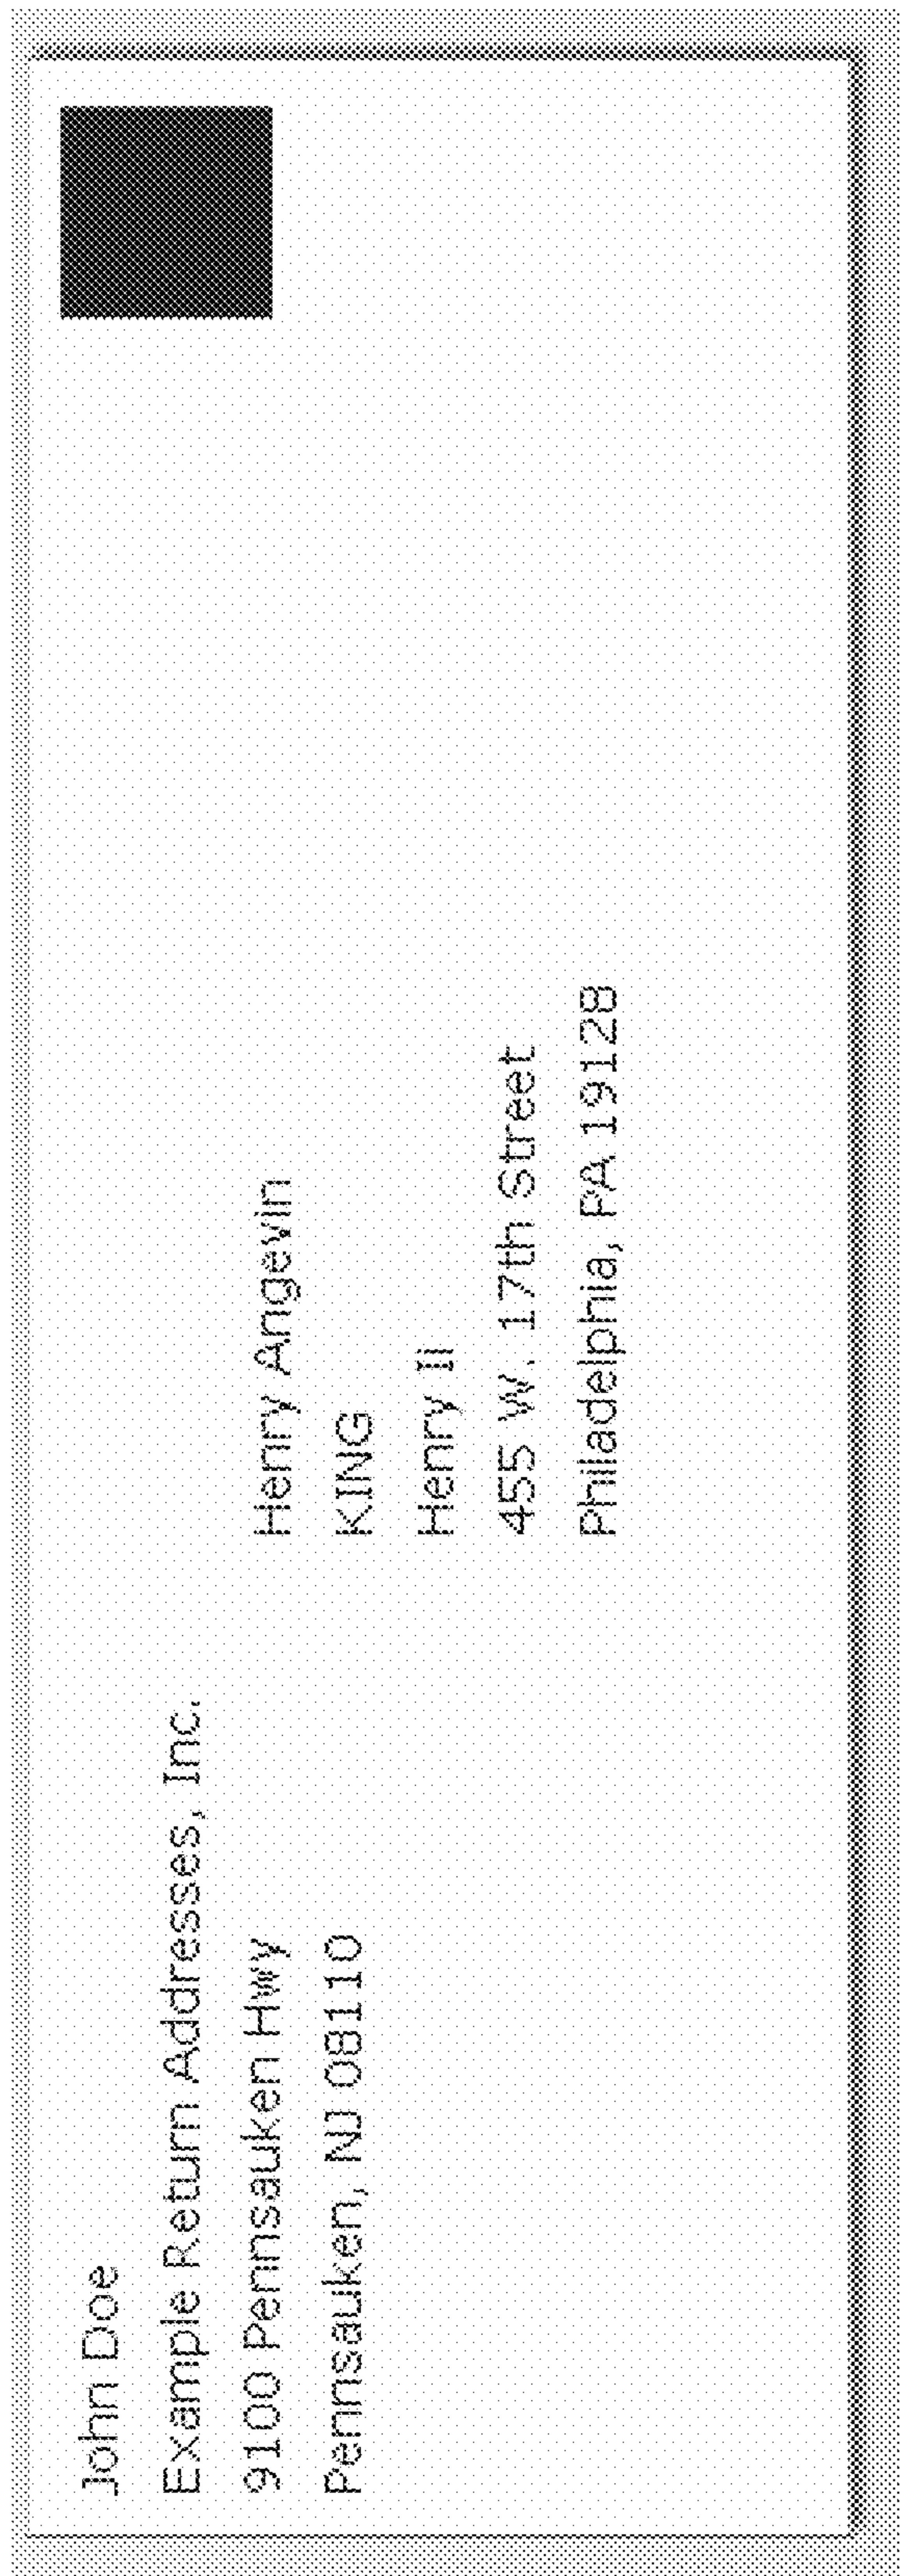 John Doe
Example Return Addresses, Inc.
9100 Pennsauken Hwy
Pennsauken, NJ 08110
Henry Angevin
KING
Henry Ii
455 W. 17th Street
Philadelphia, PA 19128